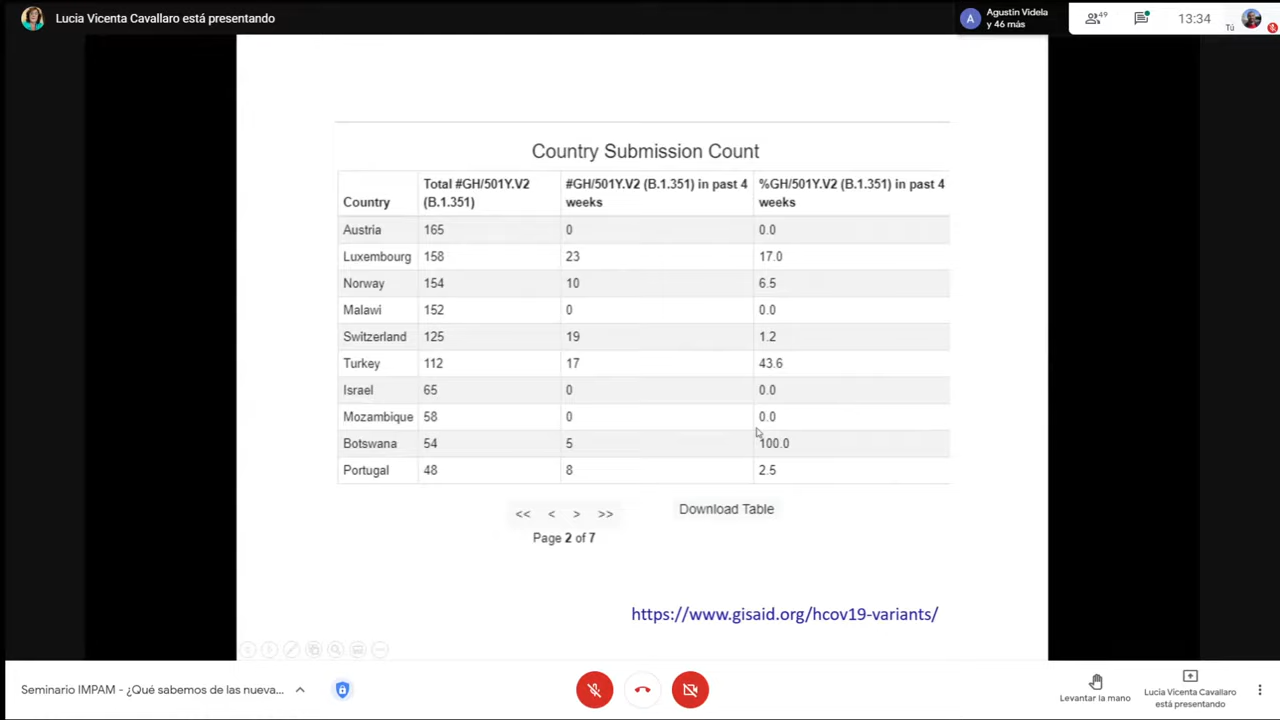 Lucia Vicenta Cavallaro está presentando
Agustín Videla
y 46 más
49
13:34
Tú
A
Country Submission Count
Country Total #GH/501Y.V2 (B.1.351) #GH/501Y.V2 (B.1.351) in past 4 weeks %GH/501Y.V2 (B.1.351) in past 4 weeks
Austria 165 0 0.0
Luxembourg 158 23 17.0
Norway 154 10 6.5
Malawi 152 0 0.0
Switzerland 125 19 1.2
Turkey 112 17 43.6
Israel 65 0 0.0
Mozambique 58 0 0.0
Botswana 54 5 100.0
Portugal 48 8 2.5
<< < > >>
Download Table
Page 2 of 7
https://www.gisaid.org/hcov19-variants/
Seminario IMPAM - ¿Qué sabemos de las nueva...
Levantar la mano
Lucia Vicenta Cavallaro
está presentando